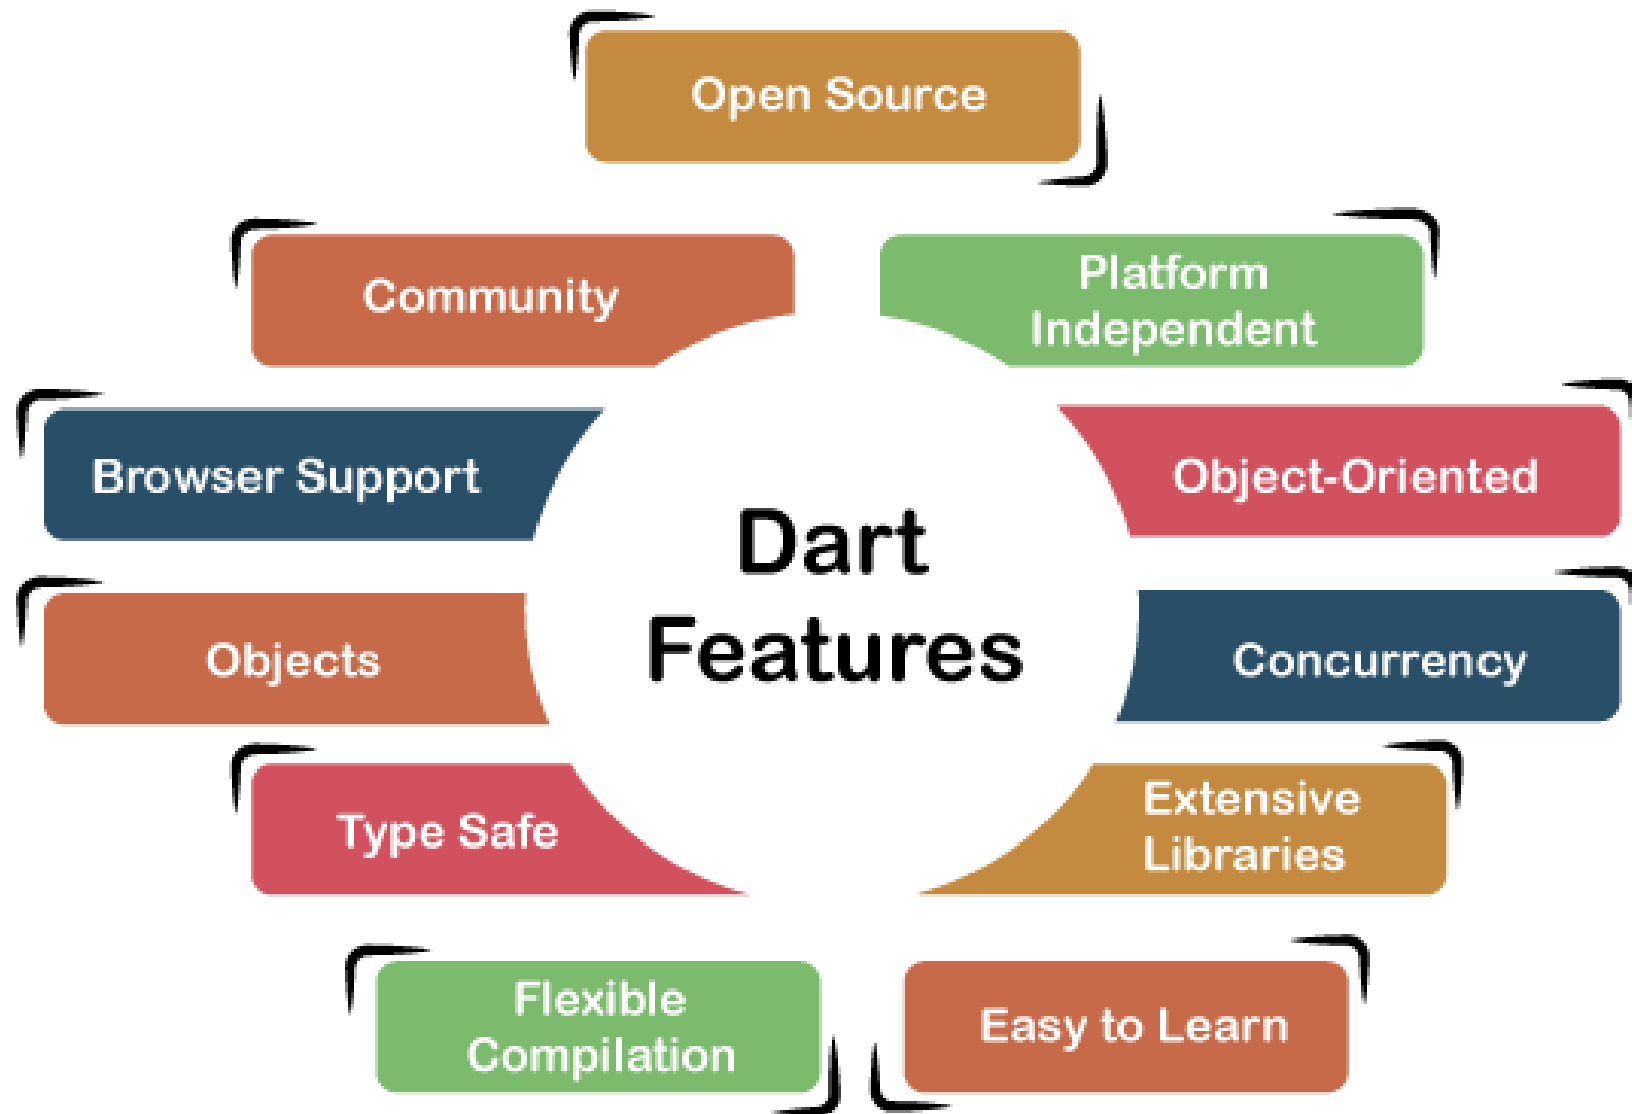 Open Source
Community
Platform
Independent
Browser Support
Object-Oriented
Dart
Features
Objects
Concurrency
Type Safe
Extensive
Libraries
Flexible
Compilation
Easy to Learn